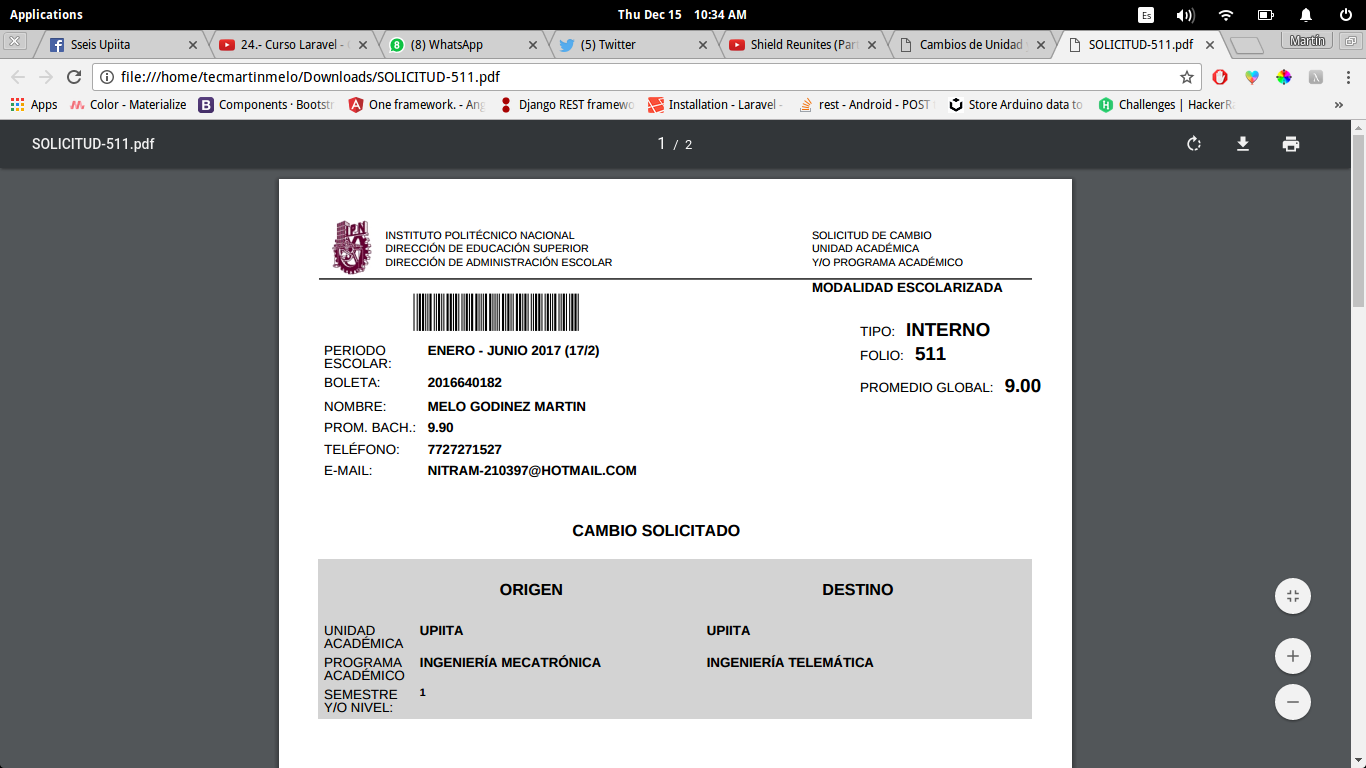 Applications Thu Dec 15 10:34 AM Es
Sseis Upiita 24.- Curso Laravel - (8) WhatsApp (5) Twitter Shield Reunites (Part Cambios de Unidad SOLICITUD-511.pdf Martín
file:///home/tecmartinmelo/Downloads/SOLICITUD-511.pdf
Apps Color - Materialize Components · Bootstr One framework. - Ang Django REST framewo Installation - Laravel - rest - Android - POST Store Arduino data to Challenges | HackerRa »
SOLICITUD-511.pdf 1 / 2
IPN
INSTITUTO POLITÉCNICO NACIONAL SOLICITUD DE CAMBIO
DIRECCIÓN DE EDUCACIÓN SUPERIOR UNIDAD ACADÉMICA
DIRECCIÓN DE ADMINISTRACIÓN ESCOLAR Y/O PROGRAMA ACADÉMICO
MODALIDAD ESCOLARIZADA
TIPO: INTERNO
FOLIO: 511
PROMEDIO GLOBAL: 9.00
PERIODO ESCOLAR: ENERO - JUNIO 2017 (17/2)
BOLETA: 2016640182
NOMBRE: MELO GODINEZ MARTIN
PROM. BACH.: 9.90
TELÉFONO: 7727271527
E-MAIL: NITRAM-210397@HOTMAIL.COM
CAMBIO SOLICITADO
ORIGEN DESTINO
UNIDAD ACADÉMICA UPIITA UPIITA
PROGRAMA ACADÉMICO INGENIERÍA MECATRÓNICA INGENIERÍA TELEMÁTICA
SEMESTRE Y/O NIVEL: 1